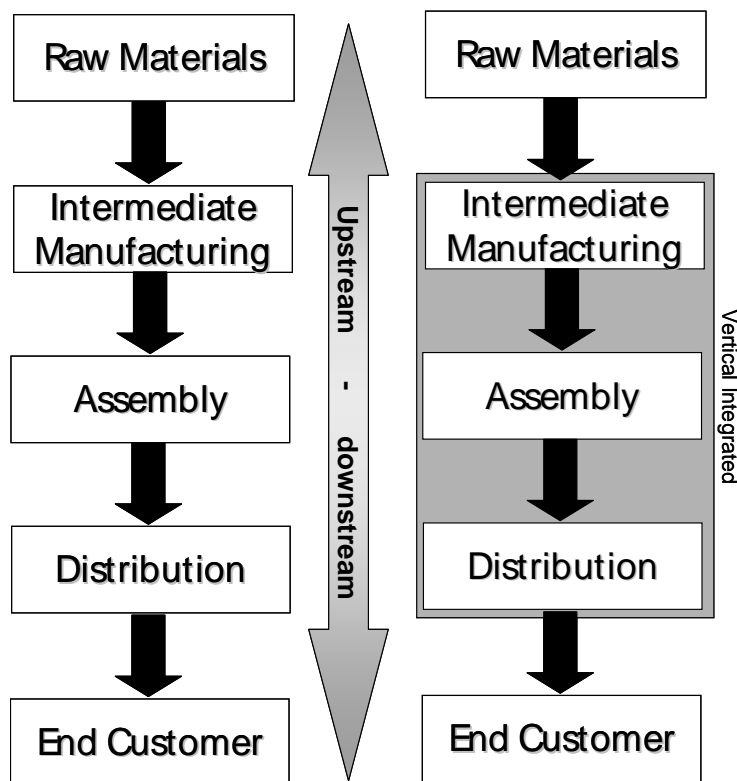 Raw Materials
Intermediate
Manufacturing
Assembly
Distribution
End Customer
Upstream - downstream
Raw Materials
Intermediate
Manufacturing
Assembly
Distribution
End Customer
Vertical Integrated